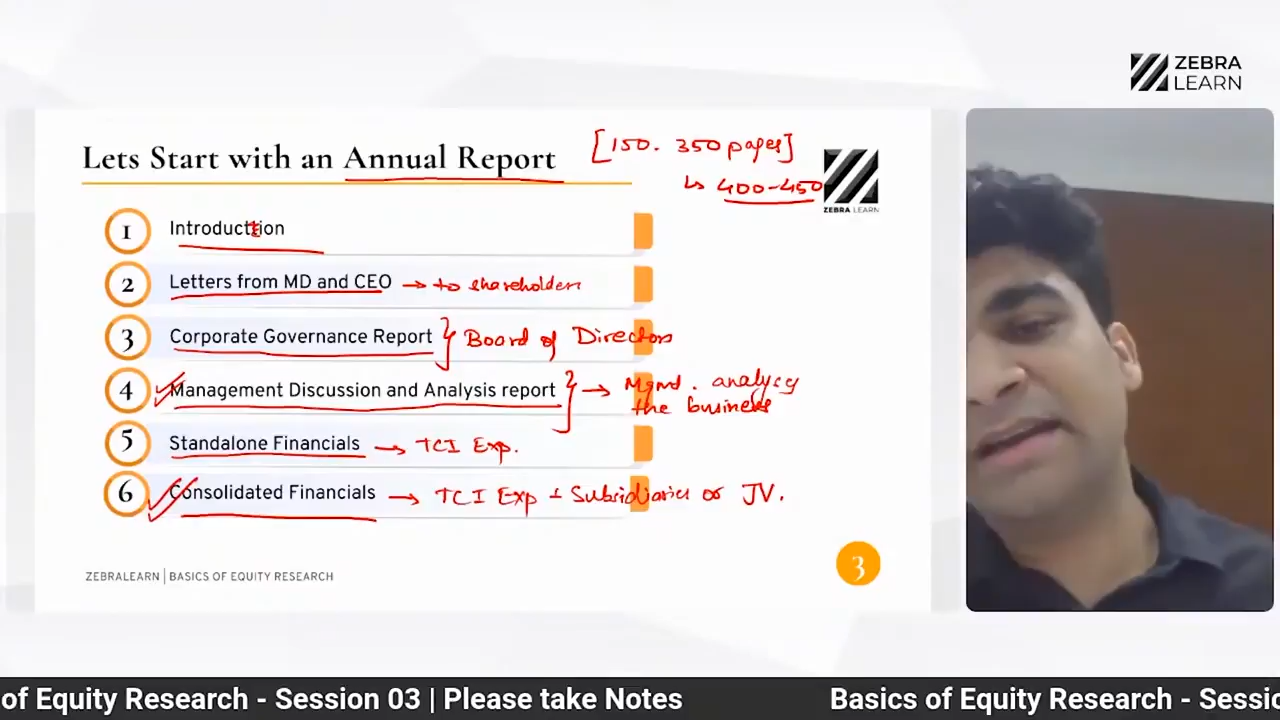 ZEBRA
LEARN
Lets Start with an Annual Report [150. 350 pages]
↳ 400-450
ZEBRA LEARN
1 Introduction
2 Letters from MD and CEO → to shareholders
3 Corporate Governance Report } Board of Directors
4 Management Discussion and Analysis report } → Mgmt. analyses
the business
5 Standalone Financials → TCI Exp.
6 Consolidated Financials → TCI Exp + Subsidiaries or JV.
ZEBRALEARN | BASICS OF EQUITY RESEARCH
3
of Equity Research - Session 03 | Please take Notes Basics of Equity Research - Sessio